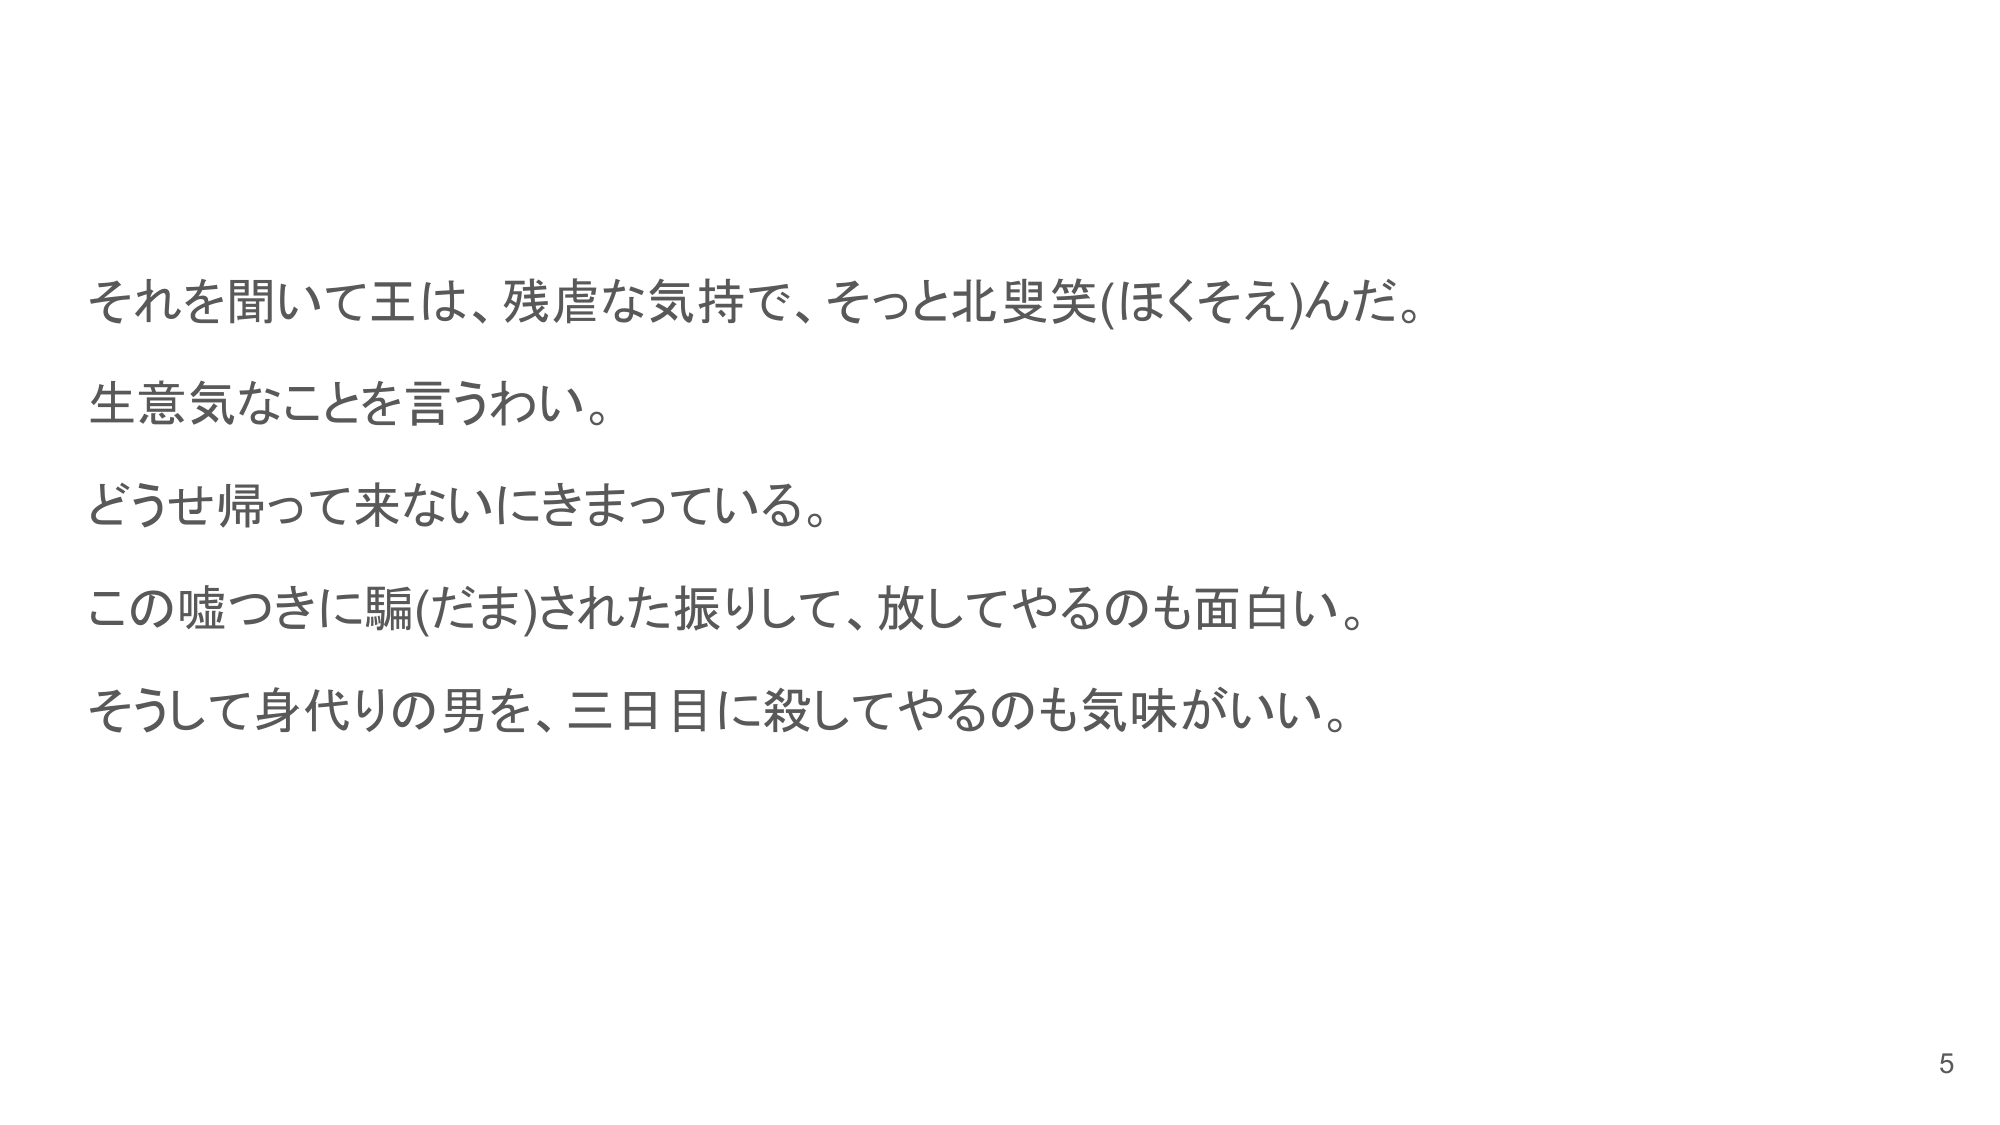 それを聞いて王は、残虐な気持で、そっと北叟笑(ほくそえ)んだ。
生意気なことを言うわい。
どうせ帰って来ないにきまっている。
この嘘つきに騙(だま)された振りして、放してやるのも面白い。
そうして身代りの男を、三日目に殺してやるのも気味がいい。
5